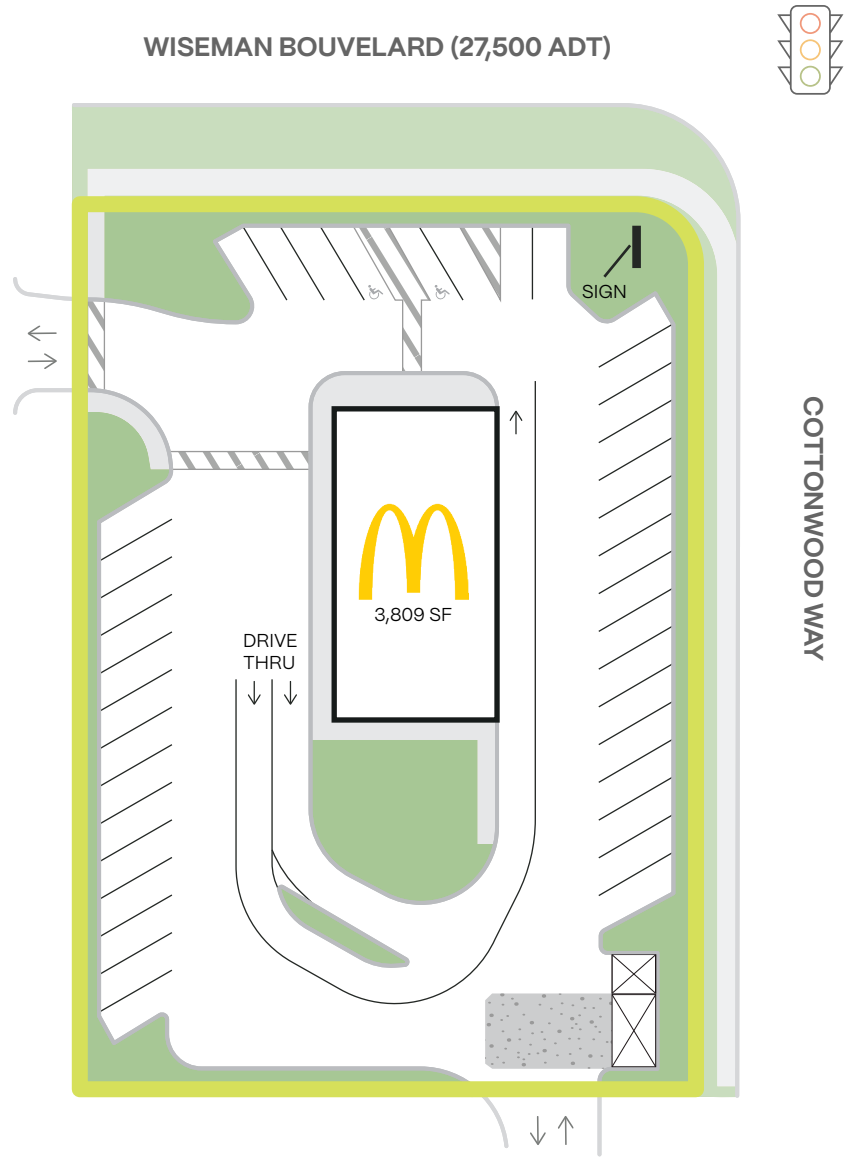 WISEMAN BOUVELARD (27,500 ADT)
SIGN
COTTONWOOD WAY
3,809 SF
DRIVE
THRU